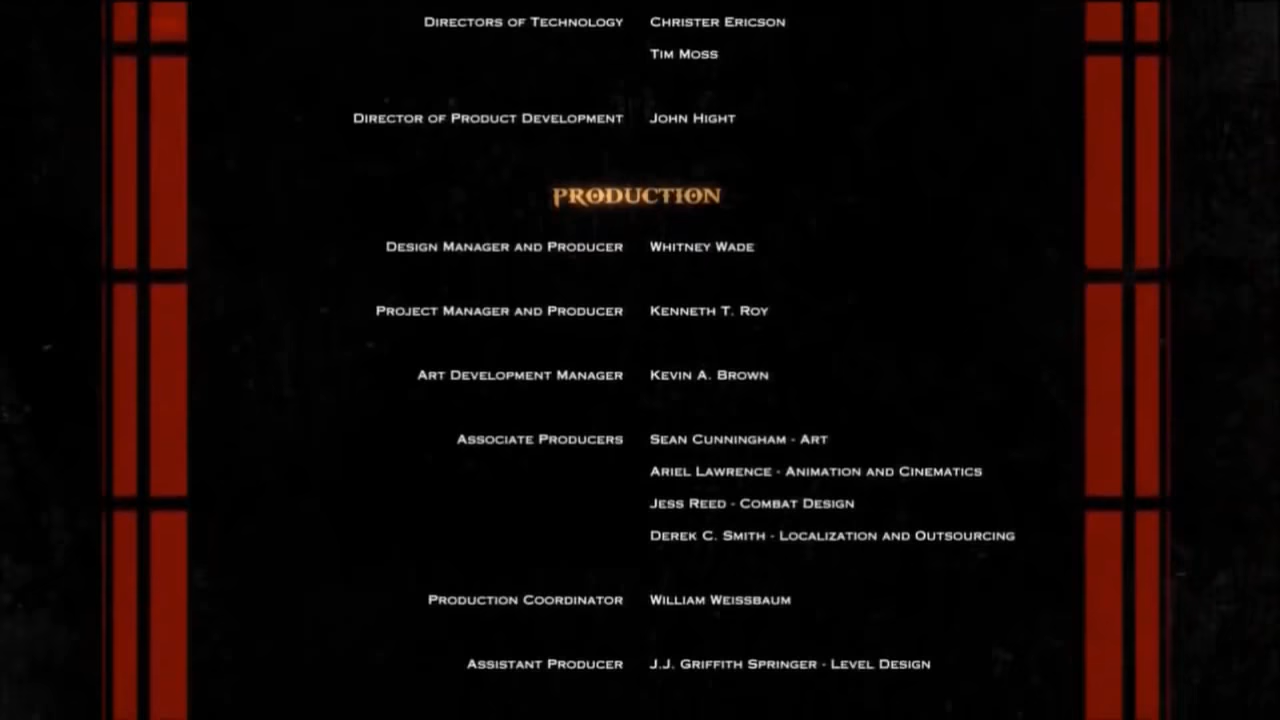 Directors of Technology Christer Ericson
Tim Moss
Director of Product Development John Hight
PRODUCTION
Design Manager and Producer Whitney Wade
Project Manager and Producer Kenneth T. Roy
Art Development Manager Kevin A. Brown
Associate Producers Sean Cunningham - Art
Ariel Lawrence - Animation and Cinematics
Jess Reed - Combat Design
Derek C. Smith - Localization and Outsourcing
Production Coordinator William Weissbaum
Assistant Producer J.J. Griffith Springer - Level Design